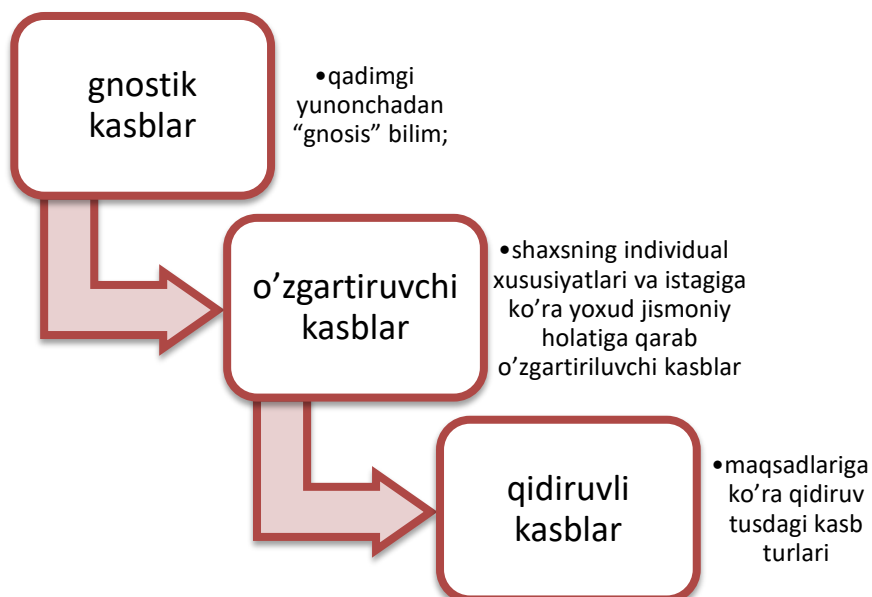 gnostik
kasblar
•qadimgi
yunonchadan
“gnosis” bilim;
o’zgartiruvchi
kasblar
•shaxsning individual
xususiyatlari va istagiga
ko’ra yoxud jismoniy
holatiga qarab
o’zgartiriluvchi kasblar
qidiruvli
kasblar
•maqsadlariga
ko’ra qidiruv
tusdagi kasb
turlari